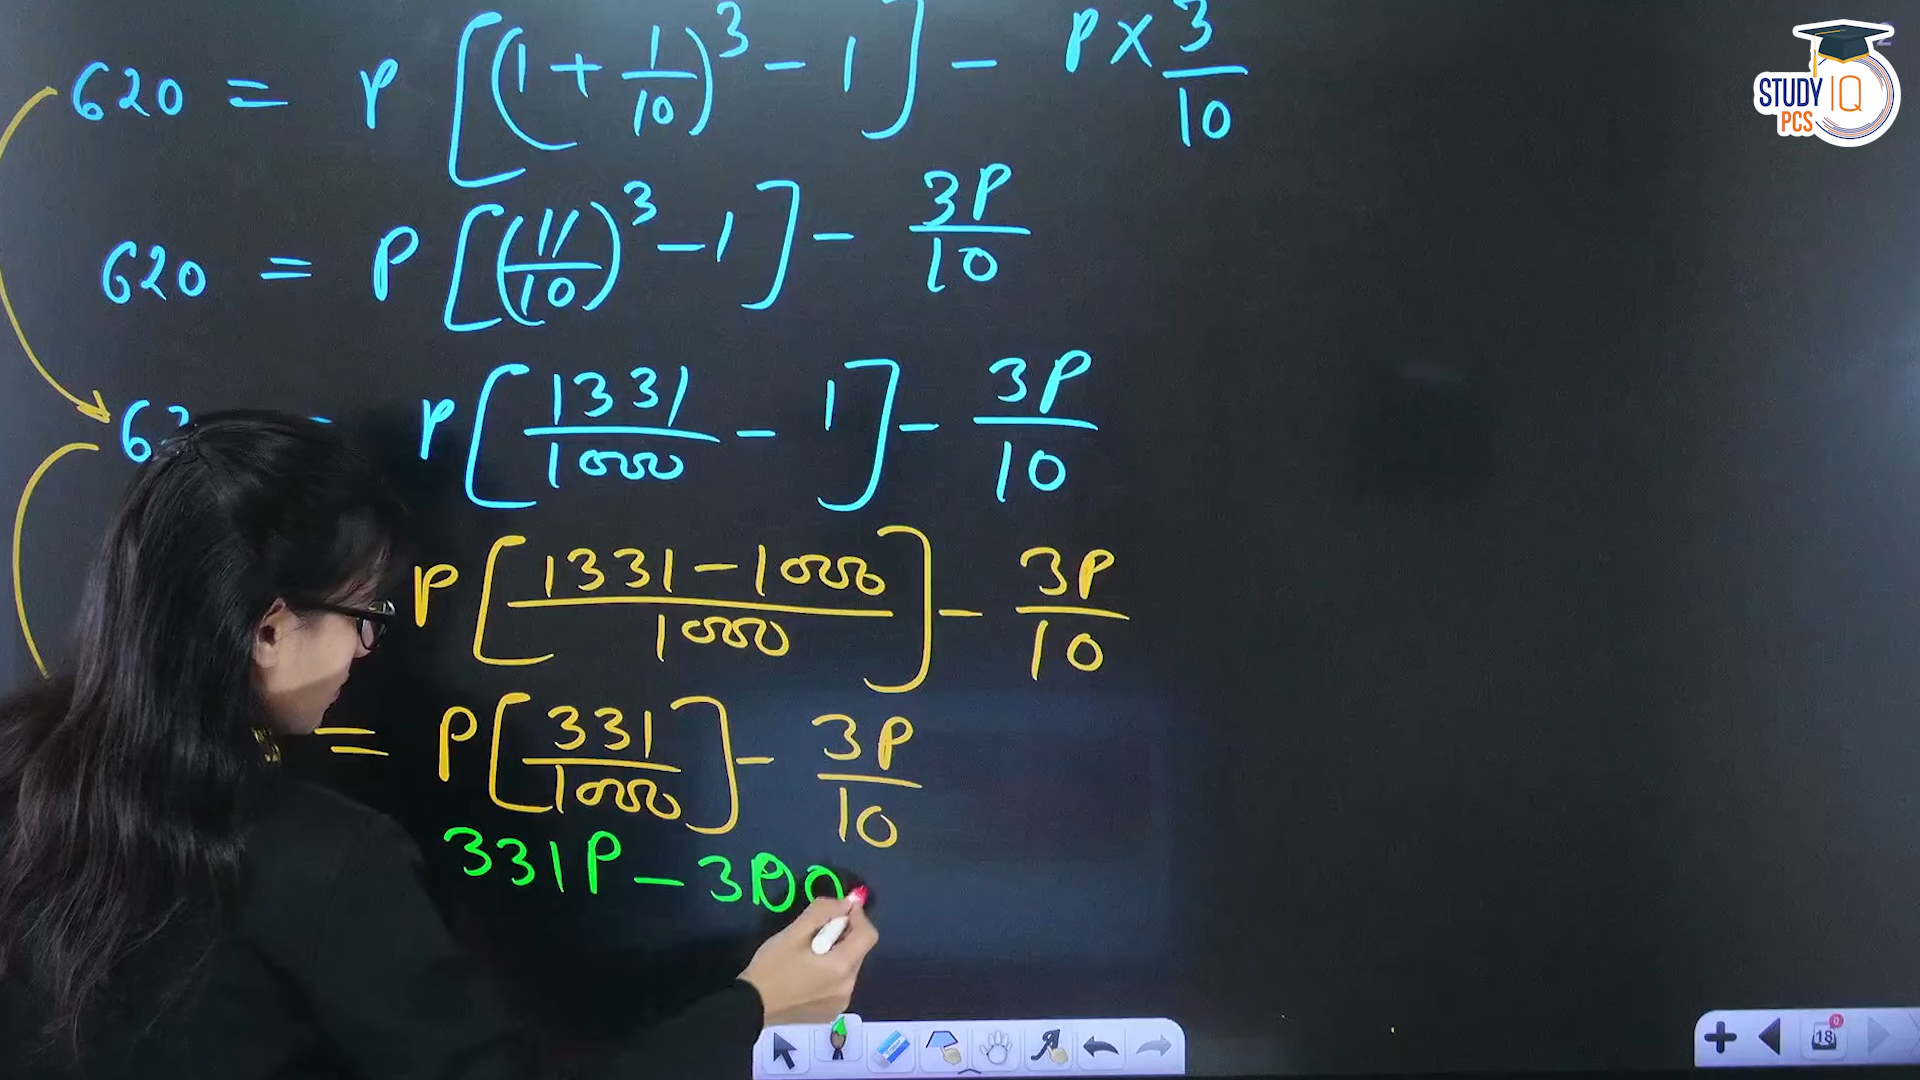 620 = P [(1 + 1/10)^3 - 1] - P × 3/10
STUDY IQ
PCS
620 = P [(11/10)^3 - 1] - 3P/10
P [1331/1000 - 1] - 3P/10
P [1331 - 1000/1000] - 3P/10
= P [331/1000] - 3P/10
331P - 300
18